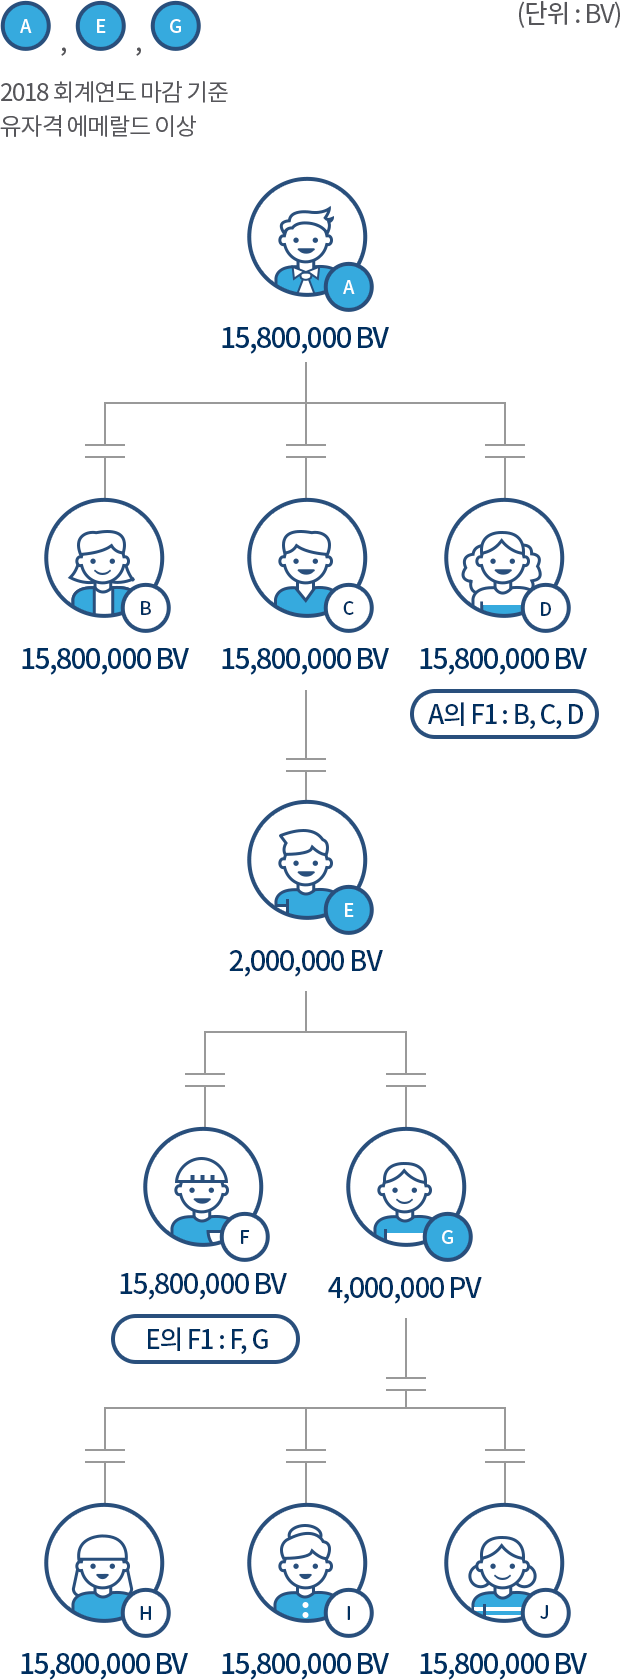 A , E , G
(단위 : BV)
2018 회계연도 마감 기준
유자격 에메랄드 이상
A
15,800,000 BV
B
C
D
15,800,000 BV
15,800,000 BV
15,800,000 BV
A의 F1 : B, C, D
E
2,000,000 BV
F
G
15,800,000 BV
4,000,000 PV
E의 F1 : F, G
H
I
J
15,800,000 BV
15,800,000 BV
15,800,000 BV